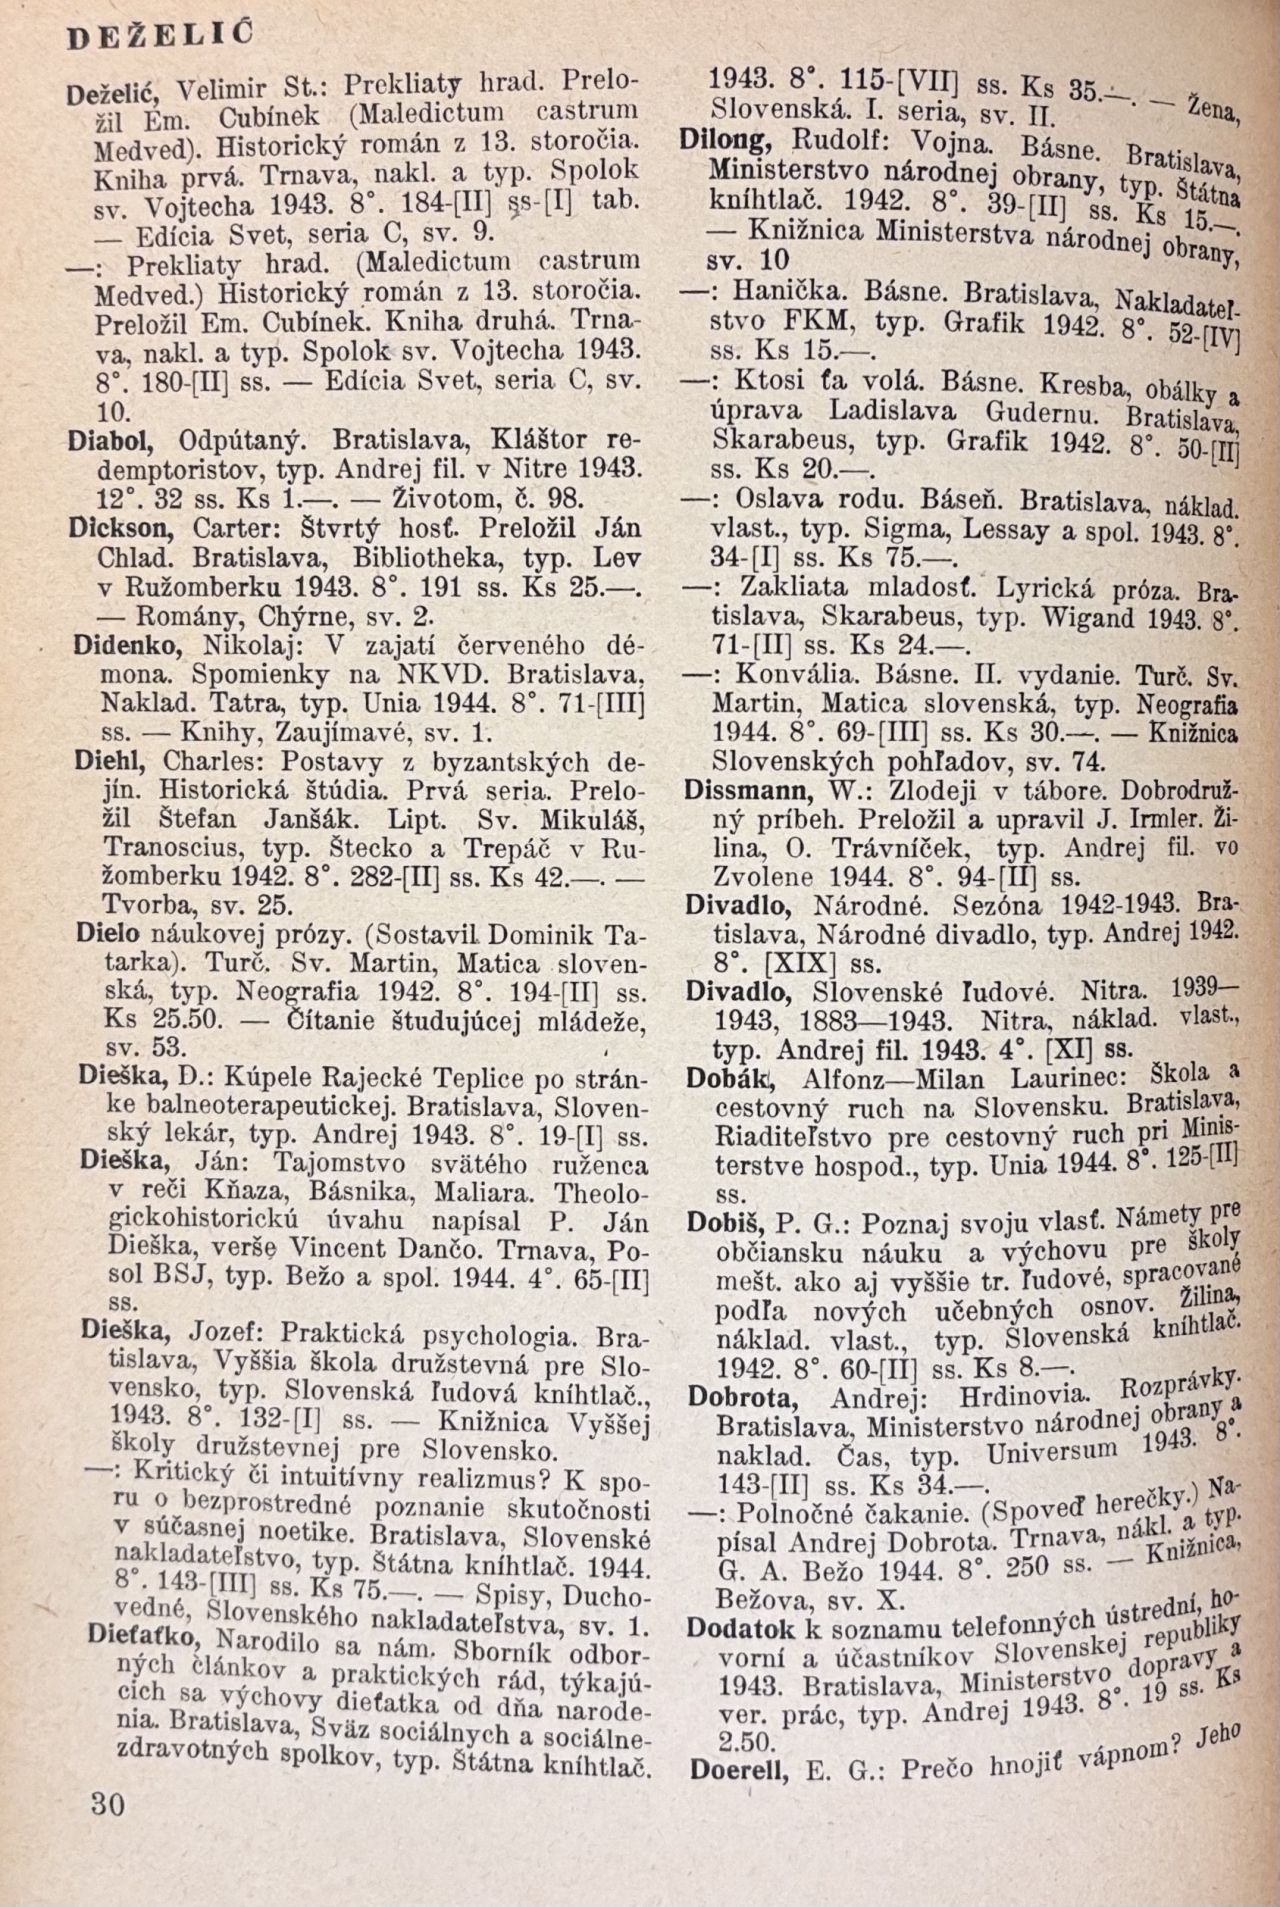 DEŽELIĆ
Deželić, Velimir St.: Prekliaty hrad. Prelo-
žil Em. Cubínek (Maledictum castrum
Medved). Historický román z 13. storočia.
Kniha prvá. Trnava, nakl. a typ. Spolok
sv. Vojtecha 1943. 8°. 184-[II] ss-[I] tab.
— Edícia Svet, seria C, sv. 9.
—: Prekliaty hrad. (Maledictum castrum
Medved.) Historický román z 13. storočia.
Preložil Em. Cubínek. Kniha druhá. Trna-
va, nakl. a typ. Spolok sv. Vojtecha 1943.
8°. 180-[II] ss. — Edícia Svet, seria C, sv.
10.
Diabol, Odpútaný. Bratislava, Kláštor re-
demptoristov, typ. Andrej fil. v Nitre 1943.
12°. 32 ss. Ks 1.—. — Životom, č. 98.
Dickson, Carter: Štvrtý hosť. Preložil Ján
Chlad. Bratislava, Bibliotheka, typ. Lev
v Ružomberku 1943. 8°. 191 ss. Ks 25.—.
— Romány, Chýrne, sv. 2.
Didenko, Nikolaj: V zajatí červeného dé-
mona. Spomienky na NKVD. Bratislava,
Naklad. Tatra, typ. Unia 1944. 8°. 71-[III]
ss. — Knihy, Zaujímavé, sv. 1.
Diehl, Charles: Postavy z byzantských de-
jín. Historická štúdia. Prvá seria. Prelo-
žil Štefan Janšák. Lipt. Sv. Mikuláš,
Tranoscius, typ. Štecko a Trepáč v Ru-
žomberku 1942. 8°. 282-[II] ss. Ks 42.—. —
Tvorba, sv. 25.
Dielo náukovej prózy. (Sostavil Dominik Ta-
tarka). Turč. Sv. Martin, Matica sloven-
ská, typ. Neografia 1942. 8°. 194-[II] ss.
Ks 25.50. — Čítanie študujúcej mládeže,
sv. 53.
Dieška, D.: Kúpele Rajecké Teplice po strán-
ke balneoterapeutickej. Bratislava, Sloven-
ský lekár, typ. Andrej 1943. 8°. 19-[I] ss.
Dieška, Ján: Tajomstvo svätého ruženca
v reči Kňaza, Básnika, Maliara. Theolo-
gickohistorickú úvahu napísal P. Ján
Dieška, verše Vincent Dančo. Trnava, Po-
sol BSJ, typ. Bežo a spol. 1944. 4°. 65-[II]
ss.
Dieška, Jozef: Praktická psychologia. Bra-
tislava, Vyššia škola družstevná pre Slo-
vensko, typ. Slovenská ľudová kníhtlač.,
1943. 8°. 132-[I] ss. — Knižnica Vyššej
školy družstevnej pre Slovensko.
—: Kritický či intuitívny realizmus? K spo-
ru o bezprostredné poznanie skutočnosti
v súčasnej noetike. Bratislava, Slovenské
nakladateľstvo, typ. Štátna kníhtlač. 1944.
8°. 143-[III] ss. Ks 75.—. — Spisy, Ducho-
vedné, Slovenského nakladateľstva, sv. 1.
Dieťaťko, Narodilo sa nám. Sborník odbor-
ných článkov a praktických rád, týkajú-
cich sa výchovy dieťatka od dňa narode-
nia. Bratislava, Sväz sociálnych a sociálne-
zdravotných spolkov, typ. Štátna kníhtlač.
30
1943. 8°. 115-[VII] ss. Ks 35.—. — Žena,
Slovenská. I. seria, sv. II.
Dilong, Rudolf: Vojna. Básne. Bratislava,
Ministerstvo národnej obrany, typ. Štátna
kníhtlač. 1942. 8°. 39-[II] ss. Ks 15.—.
— Knižnica Ministerstva národnej obrany,
sv. 10
—: Hanička. Básne. Bratislava, Nakladateľ-
stvo FKM, typ. Grafik 1942. 8°. 52-[IV]
ss. Ks 15.—.
—: Ktosi ťa volá. Básne. Kresba, obálky a
úprava Ladislava Gudernu. Bratislava,
Skarabeus, typ. Grafik 1942. 8°. 50-[II]
ss. Ks 20.—.
—: Oslava rodu. Báseň. Bratislava, náklad.
vlast., typ. Sigma, Lessay a spol. 1943. 8°.
34-[I] ss. Ks 75.—.
—: Zakliata mladosť. Lyrická próza. Bra-
tislava, Skarabeus, typ. Wigand 1943. 8°.
71-[II] ss. Ks 24.—.
—: Konvália. Básne. II. vydanie. Turč. Sv.
Martin, Matica slovenská, typ. Neografia
1944. 8°. 69-[III] ss. Ks 30.—. — Knižnica
Slovenských pohľadov, sv. 74.
Dissmann, W.: Zlodeji v tábore. Dobrodruž-
ný príbeh. Preložil a upravil J. Irmler. Ži-
lina, O. Trávníček, typ. Andrej fil. vo
Zvolene 1944. 8°. 94-[II] ss.
Divadlo, Národné. Sezóna 1942-1943. Bra-
tislava, Národné divadlo, typ. Andrej 1942.
8°. [XIX] ss.
Divadlo, Slovenské ľudové. Nitra. 1939—
1943, 1883—1943. Nitra, náklad. vlast.,
typ. Andrej fil. 1943. 4°. [XI] ss.
Dobák, Alfonz—Milan Laurinec: Škola a
cestovný ruch na Slovensku. Bratislava,
Riaditeľstvo pre cestovný ruch pri Minis-
terstve hospod., typ. Unia 1944. 8°. 125-[II]
ss.
Dobiš, P. G.: Poznaj svoju vlasť. Námety pre
občiansku náuku a výchovu pre školy
mešt. ako aj vyššie tr. ľudové, spracované
podľa nových učebných osnov. Žilina,
náklad. vlast., typ. Slovenská kníhtlač.
1942. 8°. 60-[II] ss. Ks 8.—.
Dobrota, Andrej: Hrdinovia. Rozprávky.
Bratislava, Ministerstvo národnej obrany a
naklad. Čas, typ. Universum 1943. 8°.
143-[II] ss. Ks 34.—.
—: Polnočné čakanie. (Spoveď herečky.) Na-
písal Andrej Dobrota. Trnava, nákl. a typ.
G. A. Bežo 1944. 8°. 250 ss. — Knižnica,
Bežova, sv. X.
Dodatok k soznamu telefonných ústrední, ho-
vorní a účastníkov Slovenskej republiky
1943. Bratislava, Ministerstvo dopravy a
ver. prác, typ. Andrej 1943. 8°. 19 ss. Ks
2.50.
Doerell, E. G.: Prečo hnojiť vápnom? Jeho